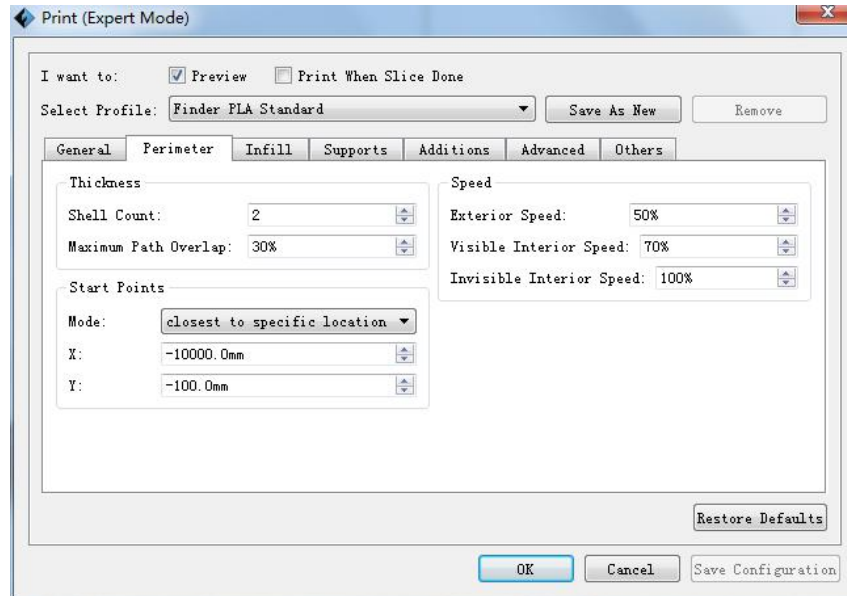 Print (Expert Mode)
I want to: Preview Print When Slice Done
Select Profile: Finder PLA Standard Save As New Remove
General Perimeter Infill Supports Additions Advanced Others
Thickness
Shell Count: 2
Maximum Path Overlap: 30%
Start Points
Mode: closest to specific location
X: -10000.0mm
Y: -100.0mm
Speed
Exterior Speed: 50%
Visible Interior Speed: 70%
Invisible Interior Speed: 100%
Restore Defaults
OK Cancel Save Configuration